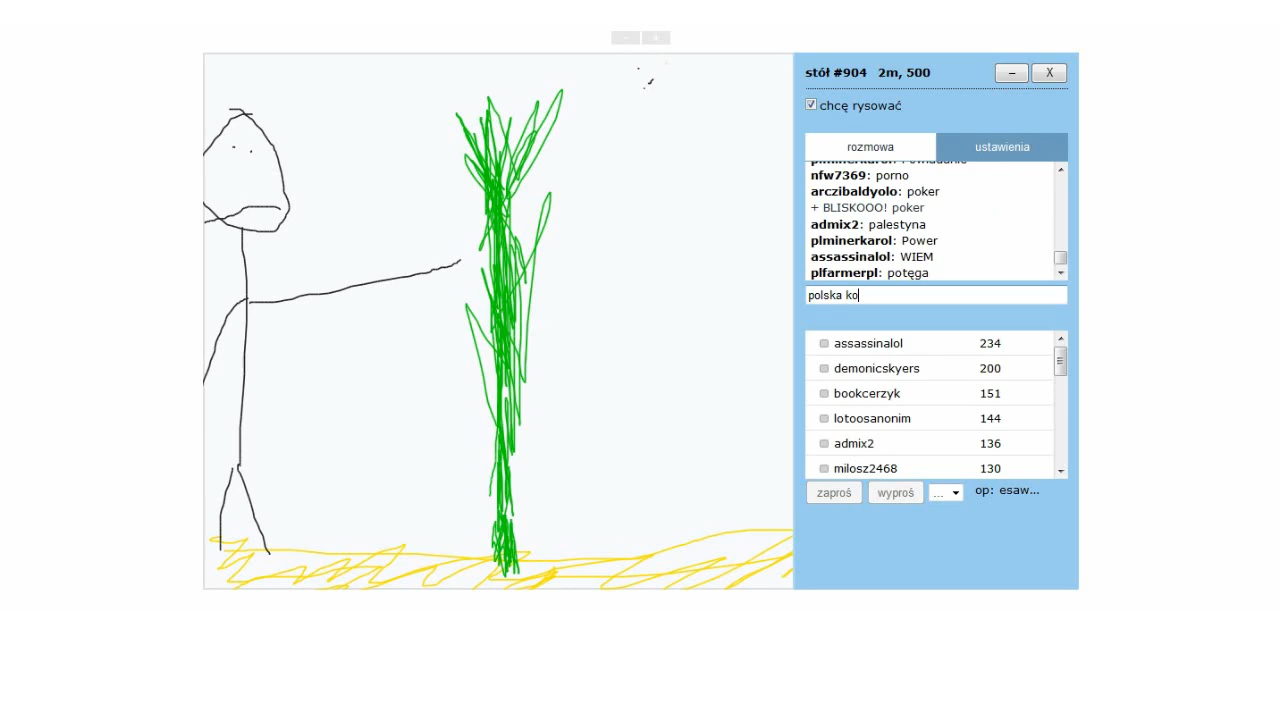 stół #904 2m, 500
–
X
chcę rysować
rozmowa
ustawienia
nfw7369: porno
arczibaldyolo: poker
+ BLISKOOO! poker
admix2: palestyna
plminerkarol: Power
assassinalol: WIEM
plfarmerpl: potęga
polska ko
assassinalol 234
demonicskyers 200
bookcerzyk 151
lotoosanonim 144
admix2 136
milosz2468 130
zaproś
wyproś
...
op: esaw...